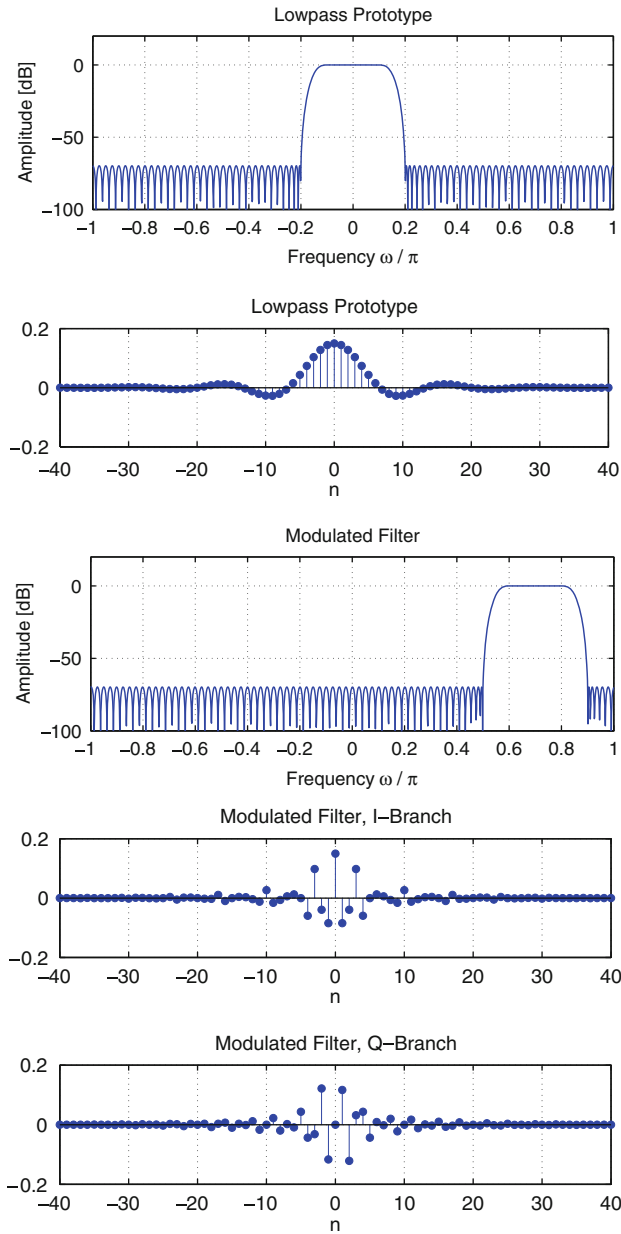 Lowpass Prototype
Amplitude [dB]
0
−50
−100
−1 −0.8 −0.6 −0.4 −0.2 0 0.2 0.4 0.6 0.8 1
Frequency ω / π
Lowpass Prototype
0.2
0
−0.2
−40 −30 −20 −10 0 10 20 30 40
n
Modulated Filter
Amplitude [dB]
0
−50
−100
−1 −0.8 −0.6 −0.4 −0.2 0 0.2 0.4 0.6 0.8 1
Frequency ω / π
Modulated Filter, I−Branch
0.2
0
−0.2
−40 −30 −20 −10 0 10 20 30 40
n
Modulated Filter, Q−Branch
0.2
0
−0.2
−40 −30 −20 −10 0 10 20 30 40
n